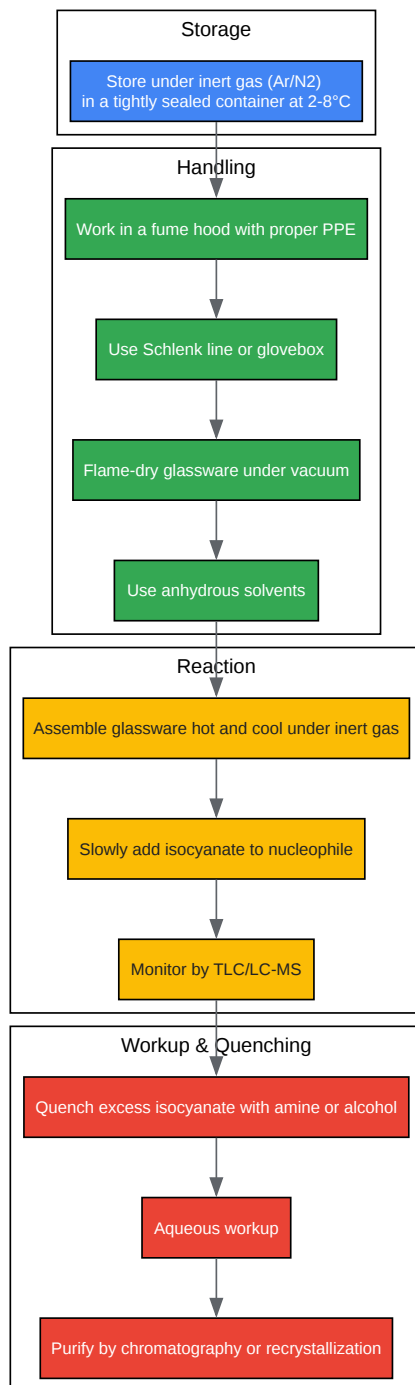 Storage
Store under inert gas (Ar/N2)
in a tightly sealed container at 2-8°C
Handling
Work in a fume hood with proper PPE
Use Schlenk line or glovebox
Flame-dry glassware under vacuum
Use anhydrous solvents
Reaction
Assemble glassware hot and cool under inert gas
Slowly add isocyanate to nucleophile
Monitor by TLC/LC-MS
Workup & Quenching
Quench excess isocyanate with amine or alcohol
Aqueous workup
Purify by chromatography or recrystallization